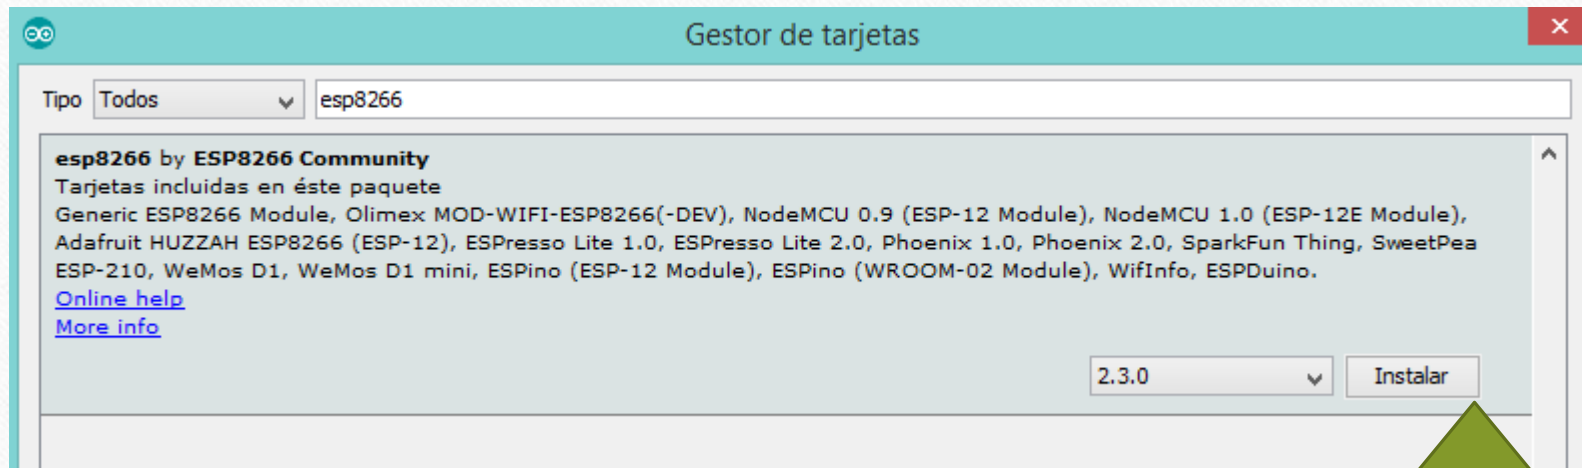 Gestor de tarjetas
Tipo Todos esp8266
esp8266 by ESP8266 Community
Tarjetas incluidas en éste paquete
Generic ESP8266 Module, Olimex MOD-WIFI-ESP8266(-DEV), NodeMCU 0.9 (ESP-12 Module), NodeMCU 1.0 (ESP-12E Module),
Adafruit HUZZAH ESP8266 (ESP-12), ESPresso Lite 1.0, ESPresso Lite 2.0, Phoenix 1.0, Phoenix 2.0, SparkFun Thing, SweetPea
ESP-210, WeMos D1, WeMos D1 mini, ESPino (ESP-12 Module), ESPino (WROOM-02 Module), WifInfo, ESPDuino.
Online help
More info
2.3.0 Instalar